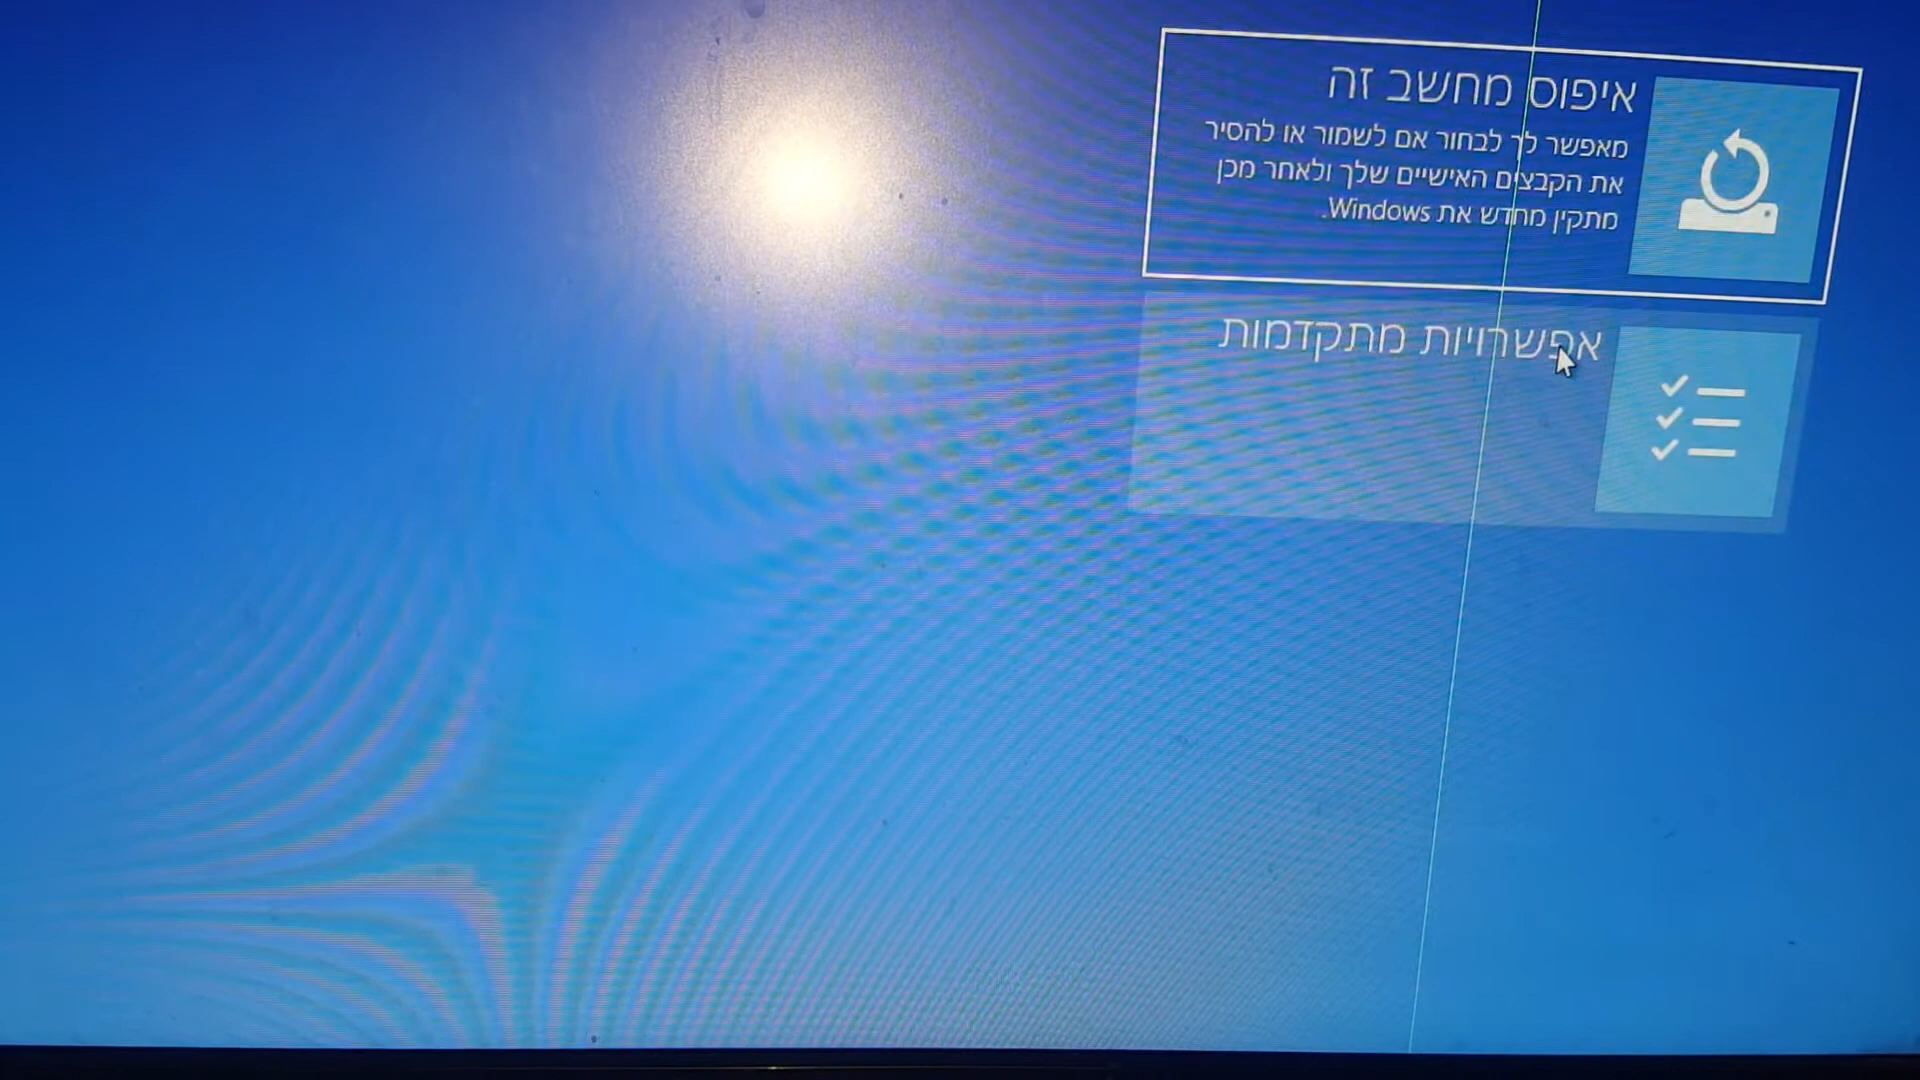 איפוס מחשב זה
מאפשר לך לבחור אם לשמור או להסיר
את הקבצים האישיים שלך ולאחר מכן
מתקין מחדש את Windows.
אפשרויות מתקדמות